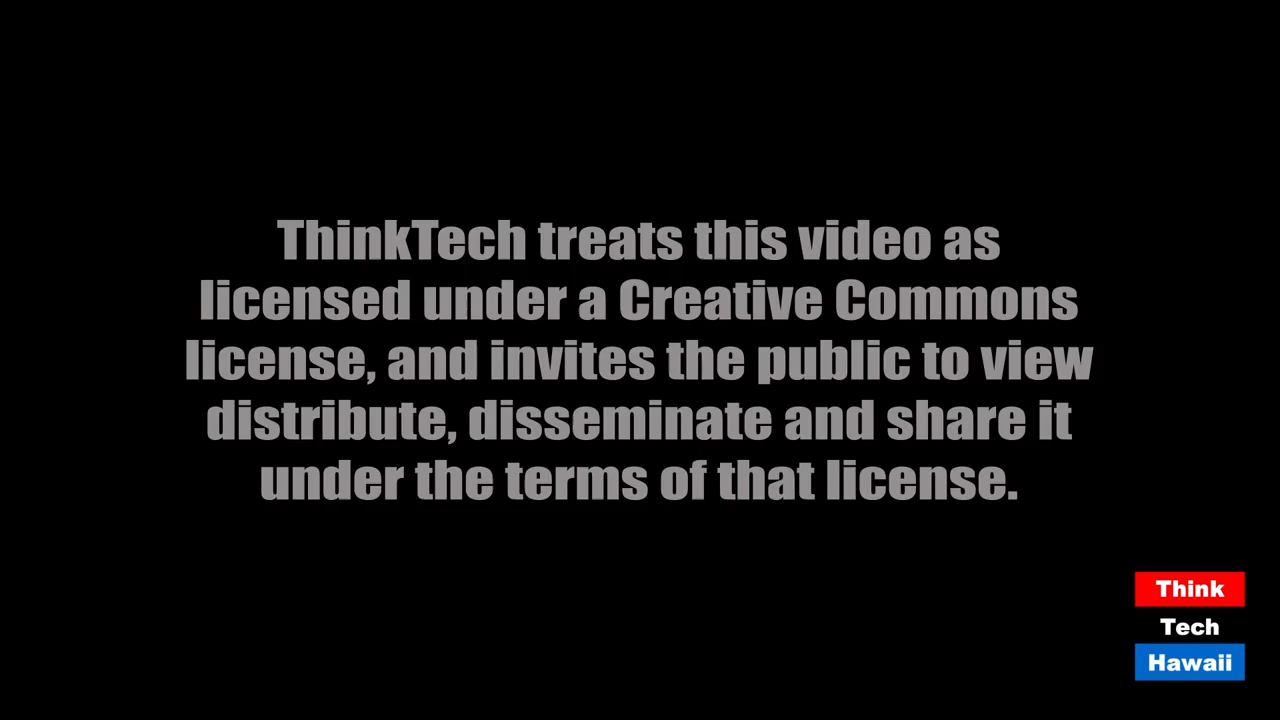 ThinkTech treats this video as
licensed under a Creative Commons
license, and invites the public to view
distribute, disseminate and share it
under the terms of that license.
Think
Tech
Hawaii